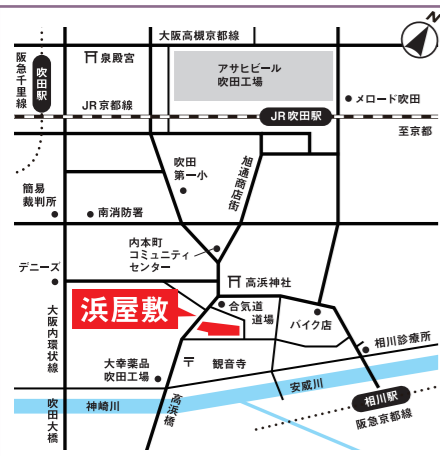 N
大阪高槻京都線
阪急千里線
吹田駅
泉殿宮
アサヒビール
吹田工場
メロード吹田
JR京都線
JR吹田駅
至京都
吹田
第一小
旭通商店街
簡易
裁判所
南消防署
内本町
コミュニティ
センター
デニーズ
高浜神社
浜屋敷
合気道
道場
バイク店
大阪内環状線
相川診療所
大幸薬品
吹田工場
〒
観音寺
安威川
相川駅
吹田大橋
神崎川
高浜橋
阪急京都線